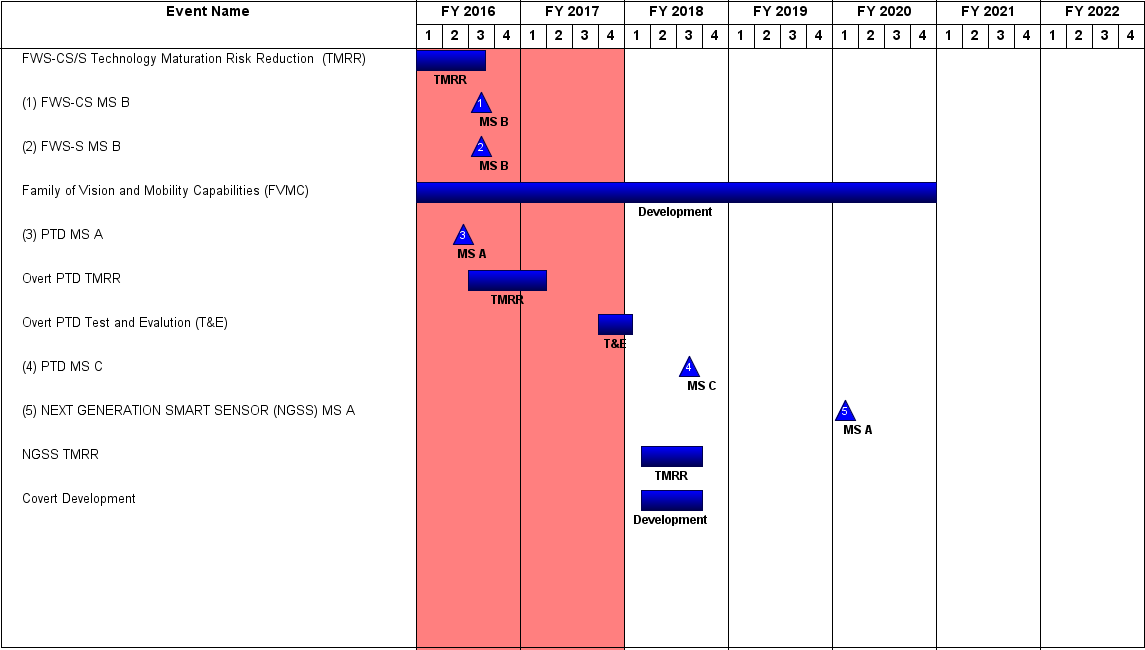 Event Name FY 2016 FY 2017 FY 2018 FY 2019 FY 2020 FY 2021 FY 2022
1 2 3 4 1 2 3 4 1 2 3 4 1 2 3 4 1 2 3 4 1 2 3 4 1 2 3 4
FWS-CS/S Technology Maturation Risk Reduction (TMRR)
TMRR
(1) FWS-CS MS B 1
MS B
(2) FWS-S MS B 2
MS B
Family of Vision and Mobility Capabilities (FVMC)
Development
(3) PTD MS A 3
MS A
Overt PTD TMRR
TMRR
Overt PTD Test and Evalution (T&E)
T&E
(4) PTD MS C 4
MS C
(5) NEXT GENERATION SMART SENSOR (NGSS) MS A 5
MS A
NGSS TMRR
TMRR
Covert Development
Development